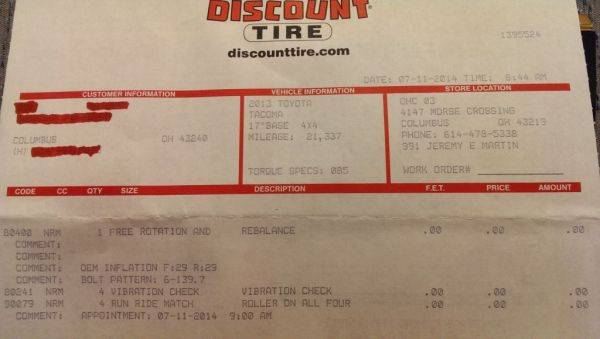 DISCOUNT
TIRE
discounttire.com
1395524
DATE: 07-11-2014 TIME: 8:44 AM
CUSTOMER INFORMATION VEHICLE INFORMATION STORE LOCATION
2013 TOYOTA OHC 03
TACOMA 4147 MORSE CROSSING
17"BASE 4X4 COLUMBUS OH 43219
COLUMBUS OH 43240 MILEAGE: 21,337 PHONE: 614-478-5338
(H) 991 JEREMY E MARTIN
TORQUE SPECS: 085 WORK ORDER#
CODE CC QTY SIZE DESCRIPTION F.E.T. PRICE AMOUNT
80400 NRM 1 FREE ROTATION AND REBALANCE .00 .00 .00
COMMENT:
COMMENT:
COMMENT: OEM INFLATION F:29 R:29
COMMENT: BOLT PATTERN: 6-139.7
80241 NRM 4 VIBRATION CHECK VIBRATION CHECK .00 .00 .00
90079 NRM 4 RUN RIDE MATCH ROLLER ON ALL FOUR .00 .00 .00
COMMENT: APPOINTMENT: 07-11-2014 9:00 AM